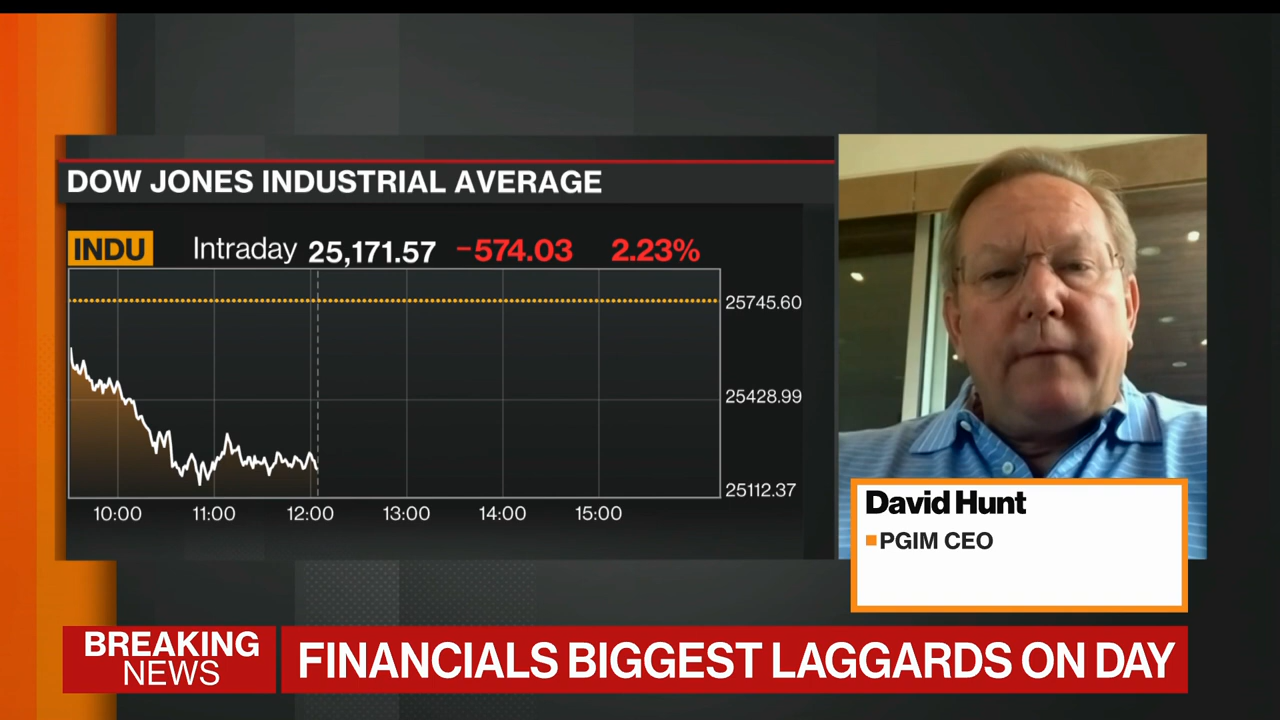 DOW JONES INDUSTRIAL AVERAGE
INDU Intraday 25,171.57 -574.03 2.23%
25745.60
25428.99
25112.37
10:00 11:00 12:00 13:00 14:00 15:00
David Hunt
PGIM CEO
BREAKING
NEWS
FINANCIALS BIGGEST LAGGARDS ON DAY